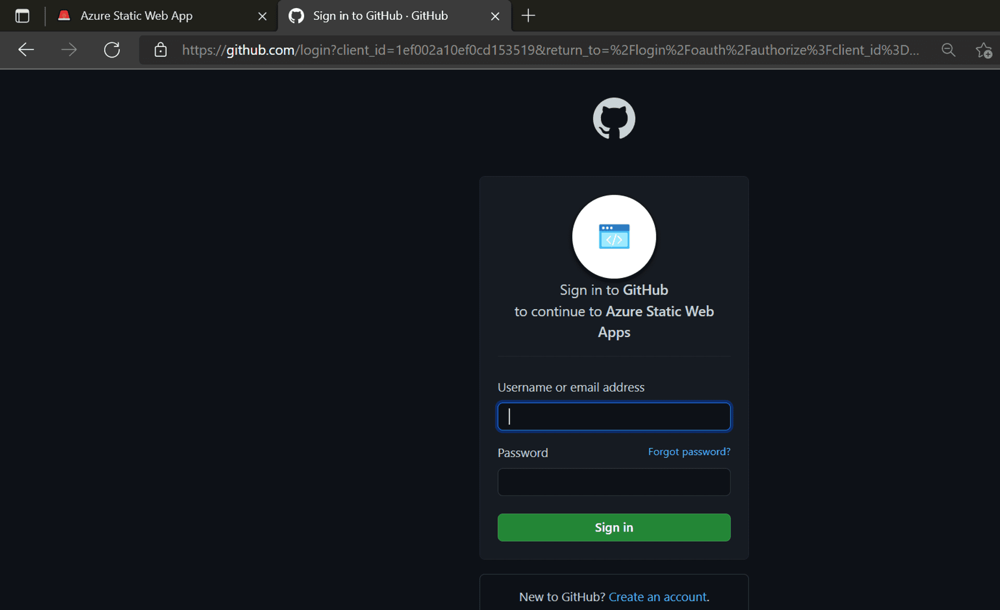 Azure Static Web App
Sign in to GitHub · GitHub
https://github.com/login?client_id=1ef002a10ef0cd153519&return_to=%2Flogin%2Foauth%2Fauthorize%3Fclient_id%3D...
</>
Sign in to GitHub
to continue to Azure Static Web
Apps
Username or email address
Password
Forgot password?
Sign in
New to GitHub? Create an account.